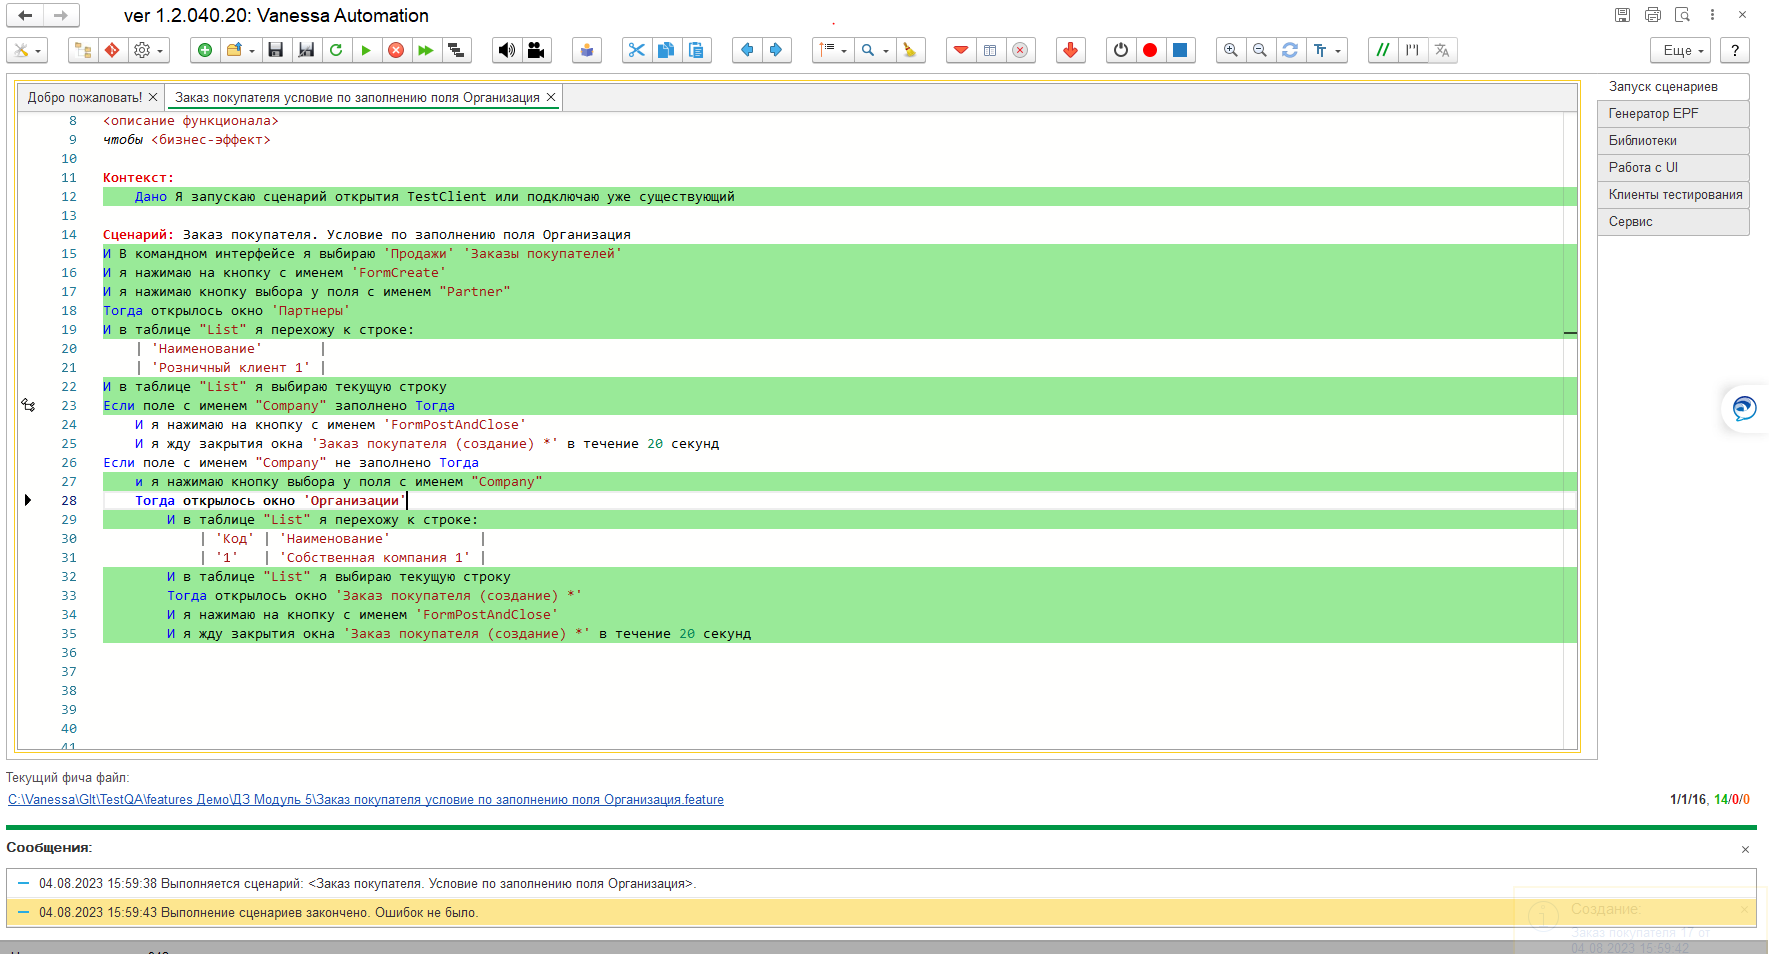 ver 1.2.040.20: Vanessa Automation
Еще
?
Добро пожаловать!
Заказ покупателя условие по заполнению поля Организация
Запуск сценариев
Генератор EPF
Библиотеки
Работа с UI
Клиенты тестирования
Сервис
8 <описание функционала>
9 чтобы <бизнес-эффект>
10
11 Контекст:
12 Дано Я запускаю сценарий открытия TestClient или подключаю уже существующий
13
14 Сценарий: Заказ покупателя. Условие по заполнению поля Организация
15 И В командном интерфейсе я выбираю 'Продажи' 'Заказы покупателей'
16 И я нажимаю на кнопку с именем 'FormCreate'
17 И я нажимаю кнопку выбора у поля с именем "Partner"
18 Тогда открылось окно 'Партнеры'
19 И в таблице "List" я перехожу к строке:
20 | 'Наименование' |
21 | 'Розничный клиент 1' |
22 И в таблице "List" я выбираю текущую строку
23 Если поле с именем "Company" заполнено Тогда
24 И я нажимаю на кнопку с именем 'FormPostAndClose'
25 И я жду закрытия окна 'Заказ покупателя (создание) *' в течение 20 секунд
26 Если поле с именем "Company" не заполнено Тогда
27 и я нажимаю кнопку выбора у поля с именем "Company"
28 Тогда открылось окно 'Организации'
29 И в таблице "List" я перехожу к строке:
30 | 'Код' | 'Наименование' |
31 | '1' | 'Собственная компания 1' |
32 И в таблице "List" я выбираю текущую строку
33 Тогда открылось окно 'Заказ покупателя (создание) *'
34 И я нажимаю на кнопку с именем 'FormPostAndClose'
35 И я жду закрытия окна 'Заказ покупателя (создание) *' в течение 20 секунд
36
37
38
39
40
41
Текущий фича файл:
C:\Vanessa\GIt\TestQA\features Демо\ДЗ Модуль 5\Заказ покупателя условие по заполнению поля Организация.feature
1/1/16, 14/0/0
Сообщения:
04.08.2023 15:59:38 Выполняется сценарий: <Заказ покупателя. Условие по заполнению поля Организация>.
04.08.2023 15:59:43 Выполнение сценариев закончено. Ошибок не было.
Создание:
Заказ покупателя 17 от
04.08.2023 15:59:42